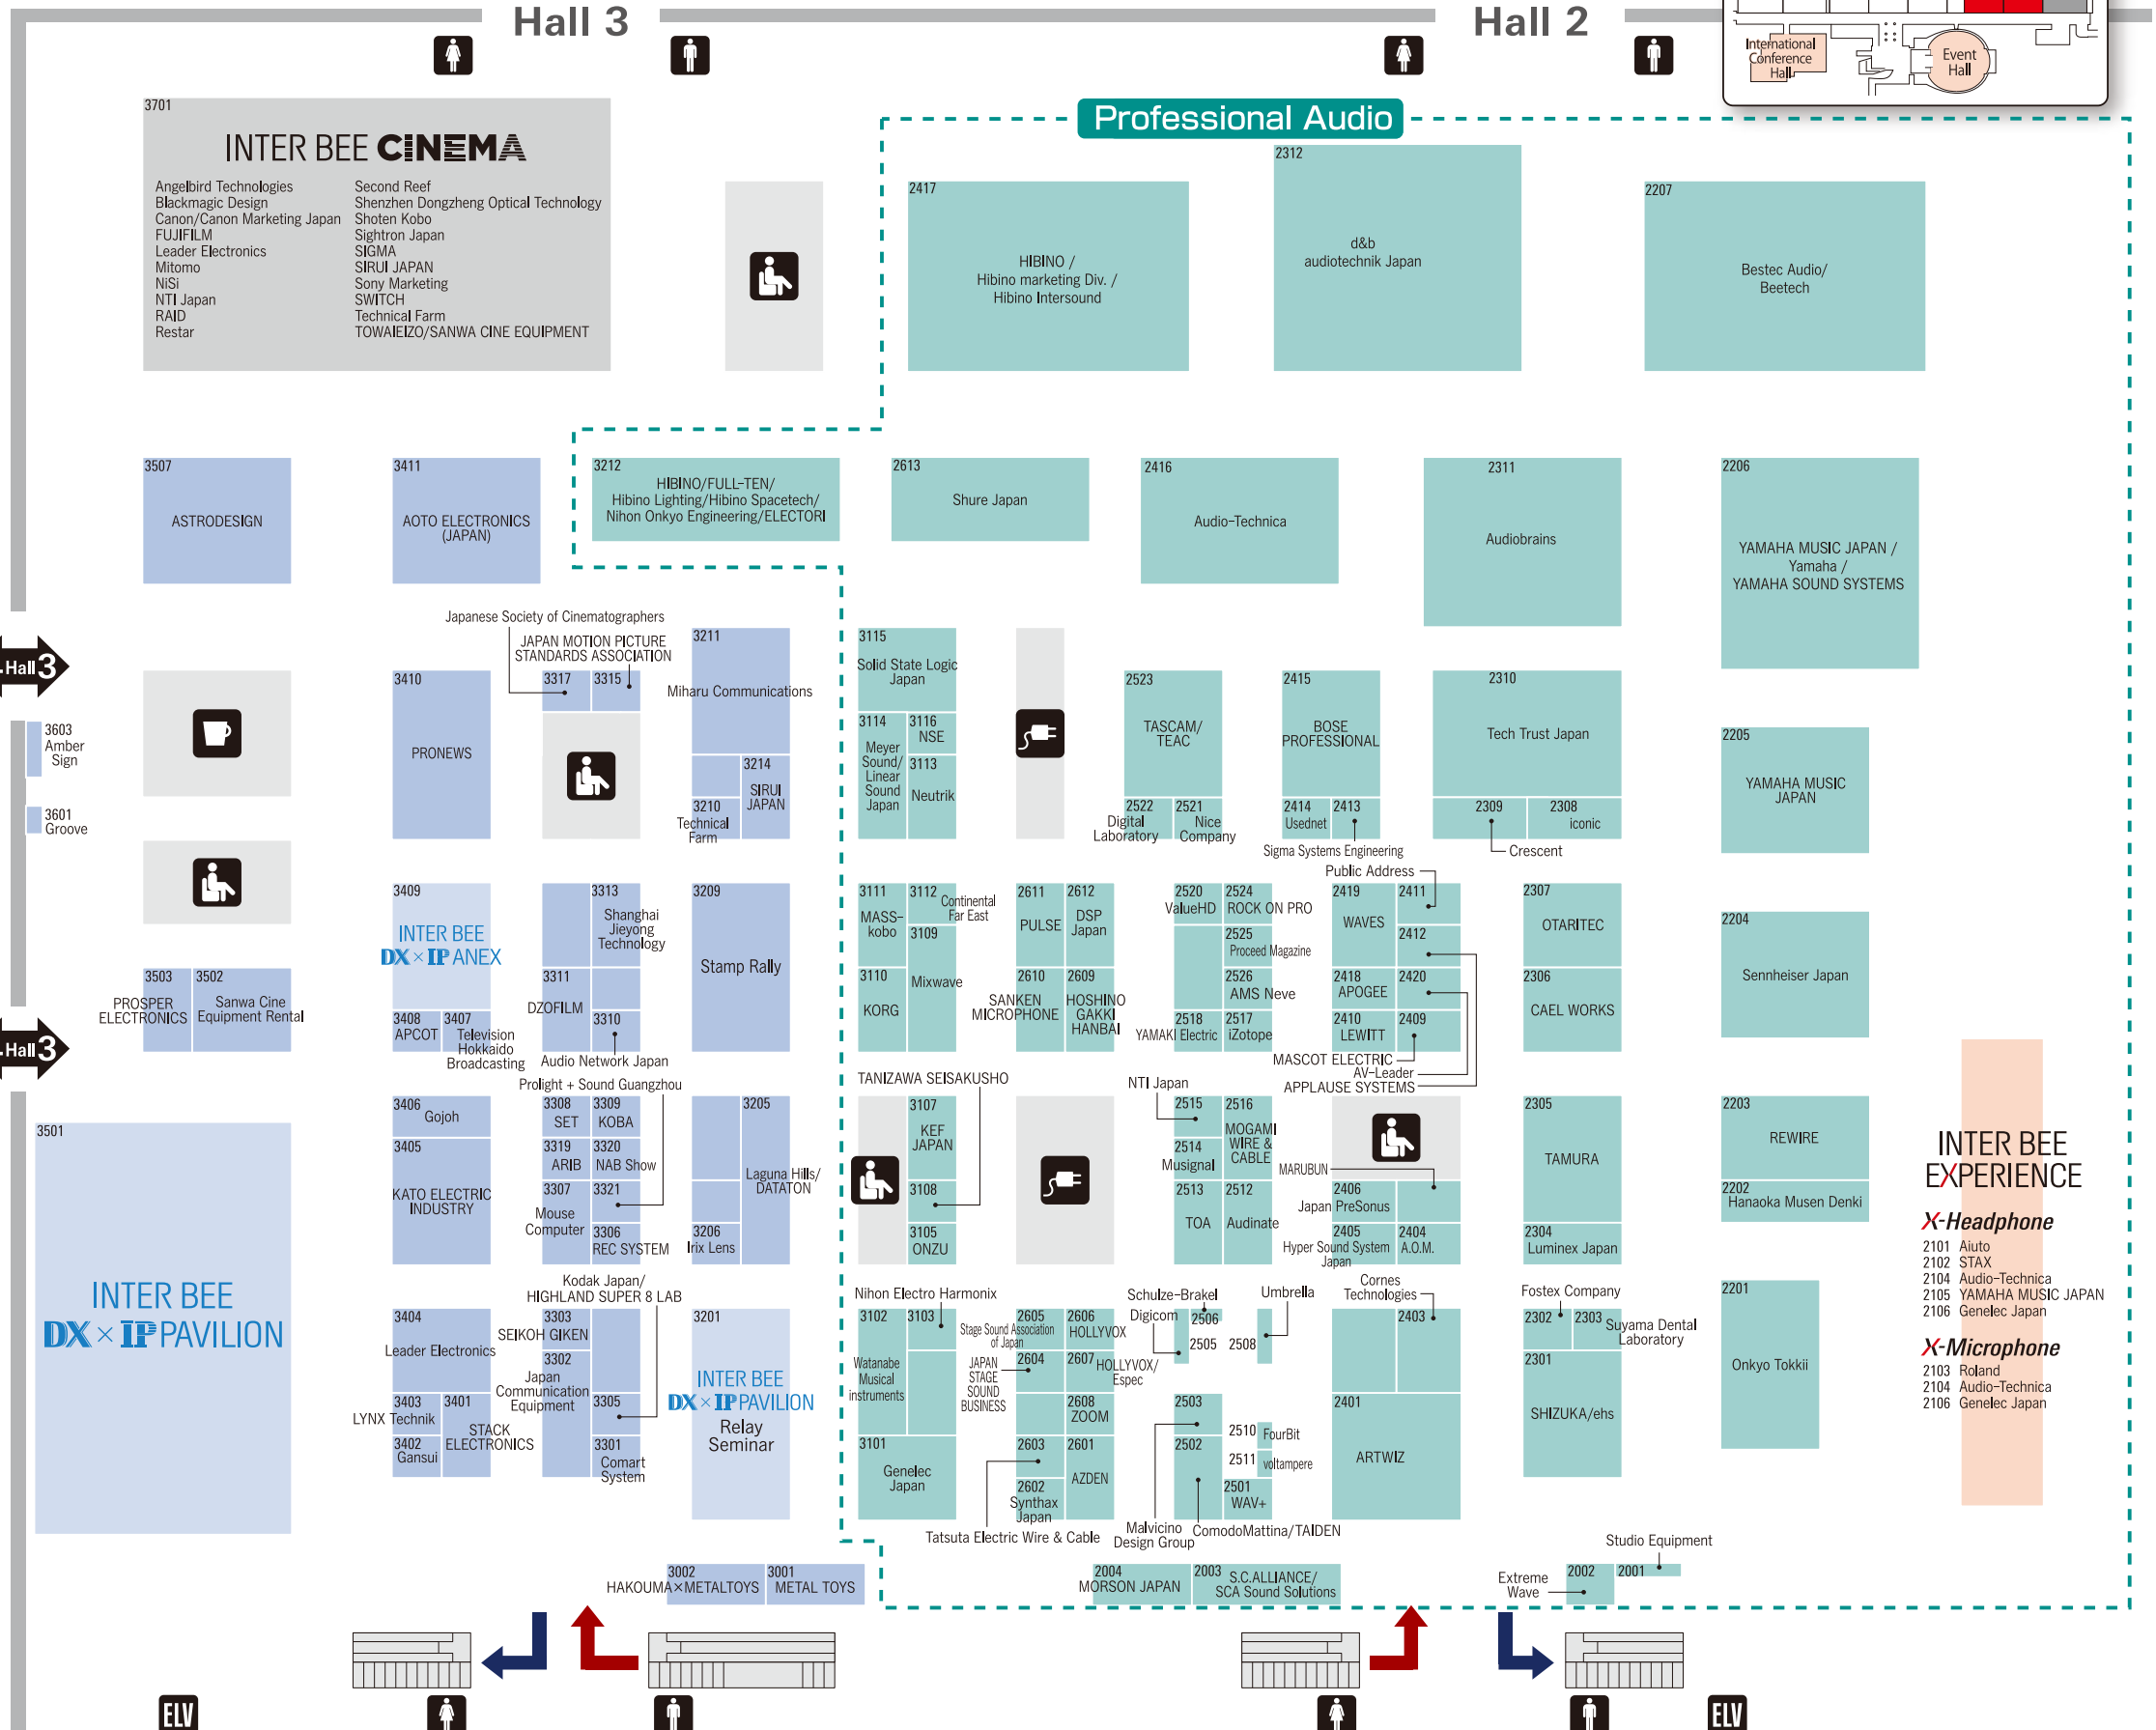 Hall 3
Hall 2
International
Conference
Hall
Event
Hall
3701
INTER BEE CINEMA
Angelbird Technologies
Blackmagic Design
Canon/Canon Marketing Japan
FUJIFILM
Leader Electronics
Mitomo
NiSi
NTI Japan
RAID
Restar
Second Reef
Shenzhen Dongzheng Optical Technology
Shoten Kobo
Sightron Japan
SIGMA
SIRUI JAPAN
Sony Marketing
SWITCH
Technical Farm
TOWAIEIZO/SANWA CINE EQUIPMENT
Professional Audio
2417
HIBINO /
Hibino marketing Div. /
Hibino Intersound
2312
d&b
audiotechnik Japan
2207
Bestec Audio/
Beetech
3507
ASTRODESIGN
3411
AOTO ELECTRONICS
(JAPAN)
3212
HIBINO/FULL-TEN/
Hibino Lighting/Hibino Spacetech/
Nihon Onkyo Engineering/ELECTORI
2613
Shure Japan
2416
Audio-Technica
2311
Audiobrains
2206
YAMAHA MUSIC JAPAN /
Yamaha /
YAMAHA SOUND SYSTEMS
Japanese Society of Cinematographers
JAPAN MOTION PICTURE
STANDARDS ASSOCIATION
3317
3315
3211
Miharu Communications
3115
Solid State Logic
Japan
Hall 3
3410
PRONEWS
3603
Amber
Sign
3601
Groove
3214
SIRUI
JAPAN
3210
Technical
Farm
3114
Meyer
Sound/
Linear
Sound
Japan
3116
NSE
3113
Neutrik
2523
TASCAM/
TEAC
2522
Digital
Laboratory
2521
Nice
Company
2415
BOSE
PROFESSIONAL
2414
Usednet
2413
Sigma Systems Engineering
2310
Tech Trust Japan
2309
Crescent
2308
iconic
2205
YAMAHA MUSIC
JAPAN
3409
INTER BEE
DX×IP ANEX
3313
Shanghai
Jieyong
Technology
3209
Stamp Rally
3111
MASS-
kobo
3112
Continental
Far East
3109
Mixwave
3110
KORG
2611
PULSE
2612
DSP
Japan
2610
SANKEN
MICROPHONE
2609
HOSHINO
GAKKI
HANBAI
2520
ValueHD
2524
ROCK ON PRO
2525
Proceed Magazine
2526
AMS Neve
2518
YAMAKI Electric
2517
iZotope
Public Address
2419
WAVES
2411
2412
2418
APOGEE
2420
2410
LEWITT
2409
MASCOT ELECTRIC
AV-Leader
APPLAUSE SYSTEMS
2307
OTARITEC
2306
CAEL WORKS
2204
Sennheiser Japan
3503
PROSPER
ELECTRONICS
3502
Sanwa Cine
Equipment Rental
Hall 3
3408
APCOT
3407
Television
Hokkaido
Broadcasting
3311
DZOFILM
3310
Audio Network Japan
Prolight + Sound Guangzhou
3501
INTER BEE
DX×IP PAVILION
3406
Gojoh
3405
KATO ELECTRIC
INDUSTRY
3308
SET
3309
KOBA
3319
ARIB
3320
NAB Show
3307
Mouse
Computer
3321
3306
REC SYSTEM
3205
Laguna Hills/
DATATON
3206
Irix Lens
TANIZAWA SEISAKUSHO
3107
KEF
JAPAN
3108
3105
ONZU
NTI Japan
2515
2516
MOGAMI
WIRE &
CABLE
2514
Musignal
2513
TOA
2512
Audinate
MARUBUN
2406
Japan PreSonus
2405
Hyper Sound System
Japan
2404
A.O.M.
2305
TAMURA
2304
Luminex Japan
2203
REWIRE
2202
Hanaoka Musen Denki
INTER BEE
EXPERIENCE
X-Headphone
2101 Aiuto
2102 STAX
2104 Audio-Technica
2105 YAMAHA MUSIC JAPAN
2106 Genelec Japan
X-Microphone
2103 Roland
2104 Audio-Technica
2106 Genelec Japan
Kodak Japan/
HIGHLAND SUPER 8 LAB
3404
Leader Electronics
3403
LYNX Technik
3401
STACK
ELECTRONICS
3402
Gansui
3303
SEIKOH GIKEN
3302
Japan
Communication
Equipment
3305
3301
Comart
System
3201
INTER BEE
DX×IP PAVILION
Relay
Seminar
Nihon Electro Harmonix
3102
3103
Watanabe
Musical
instruments
3101
Genelec
Japan
2605
Stage Sound Association
of Japan
2606
HOLLYVOX
2604
JAPAN
STAGE
SOUND
BUSINESS
2607
HOLLYVOX/
Espec
2608
ZOOM
2603
2601
AZDEN
2602
Synthax
Japan
Tatsuta Electric Wire & Cable
Schulze-Brakel
Digicom
2506
2505
Umbrella
2508
2503
2502
2510
FourBit
2511
voltampere
2501
WAV+
Malvicino
Design Group
ComodoMattina/TAIDEN
Cornes
Technologies
2403
2401
ARTWIZ
Fostex Company
2302
2303
Suyama Dental
Laboratory
2301
SHIZUKA/ehs
2201
Onkyo Tokkii
3002
HAKOUMA×METALTOYS
3001
METAL TOYS
2004
MORSON JAPAN
2003
S.C.ALLIANCE/
SCA Sound Solutions
Extreme
Wave
2002
Studio Equipment
2001
ELV
ELV